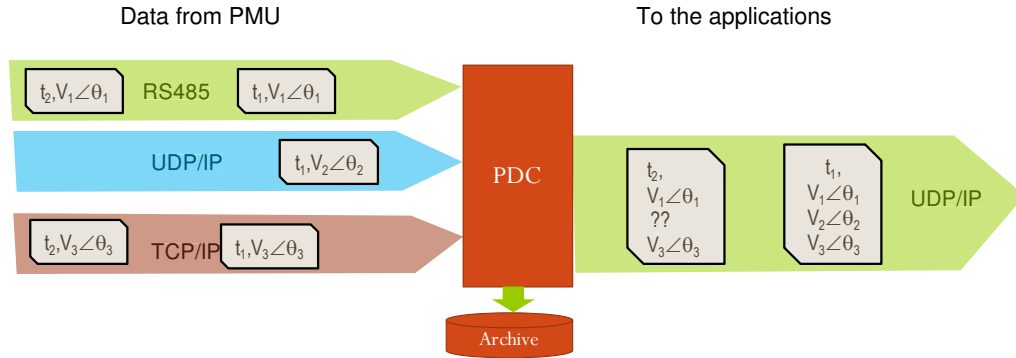 Data from PMU
To the applications
t₂,V₁∠θ₁
RS485
t₁,V₁∠θ₁
UDP/IP
t₁,V₂∠θ₂
t₂,V₃∠θ₃
TCP/IP
t₁,V₃∠θ₃
PDC
Archive
t₂,
V₁∠θ₁
??
V₃∠θ₃
t₁,
V₁∠θ₁
V₂∠θ₂
V₃∠θ₃
UDP/IP